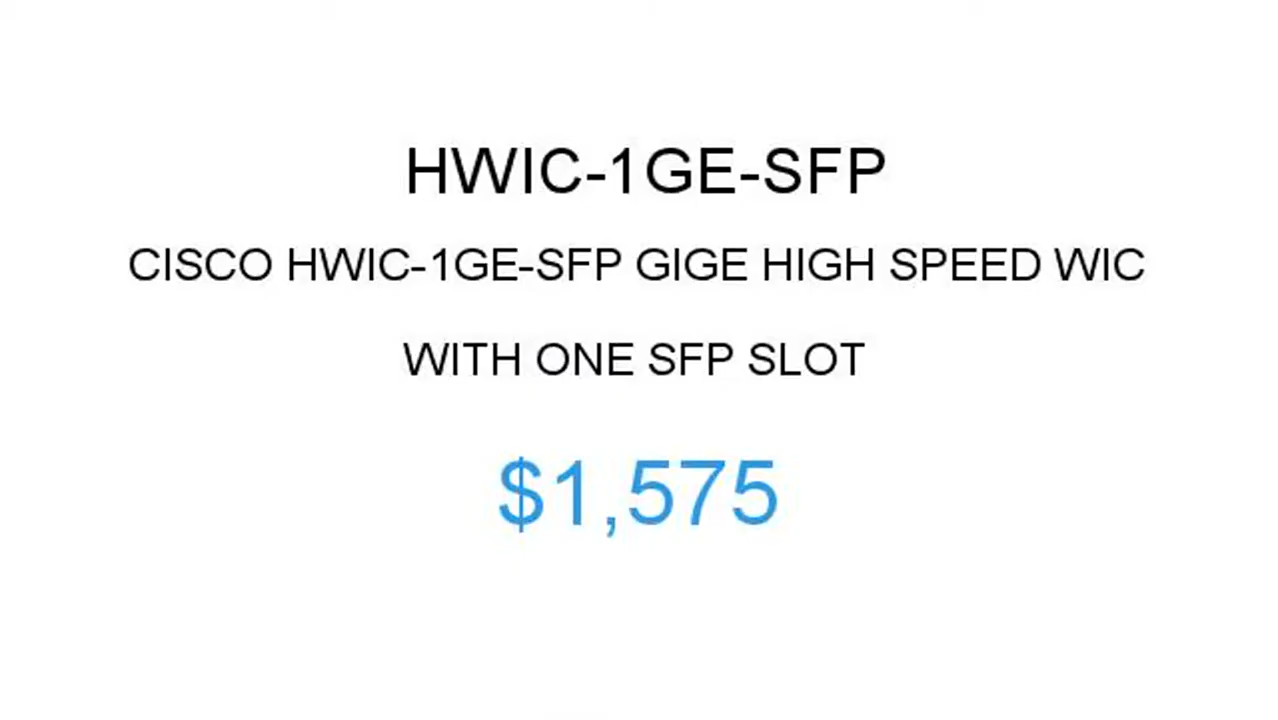 HWIC-1GE-SFP
CISCO HWIC-1GE-SFP GIGE HIGH SPEED WIC
WITH ONE SFP SLOT
$1,575